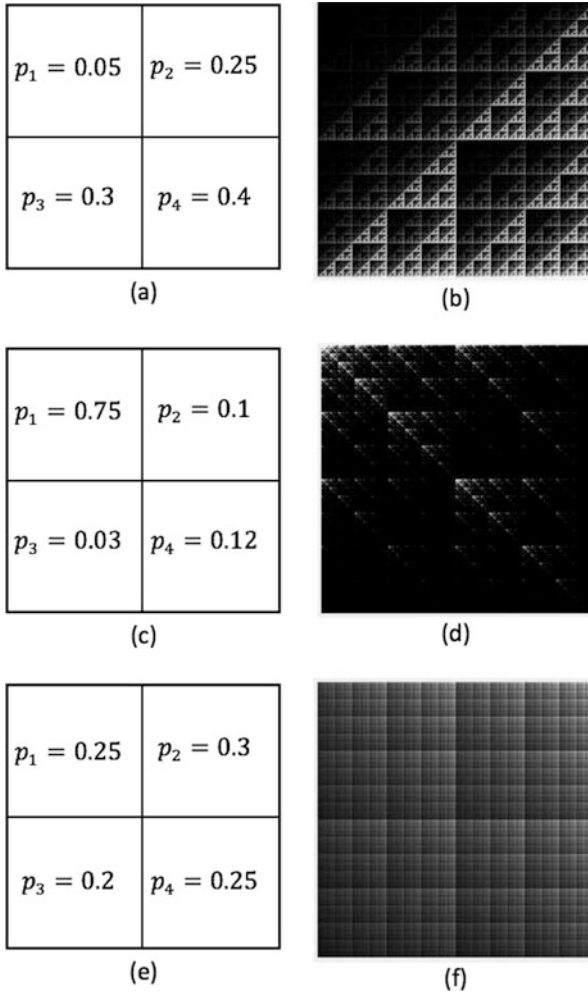 p₁ = 0.05 p₂ = 0.25
p₃ = 0.3 p₄ = 0.4
(a) (b)
p₁ = 0.75 p₂ = 0.1
p₃ = 0.03 p₄ = 0.12
(c) (d)
p₁ = 0.25 p₂ = 0.3
p₃ = 0.2 p₄ = 0.25
(e) (f)